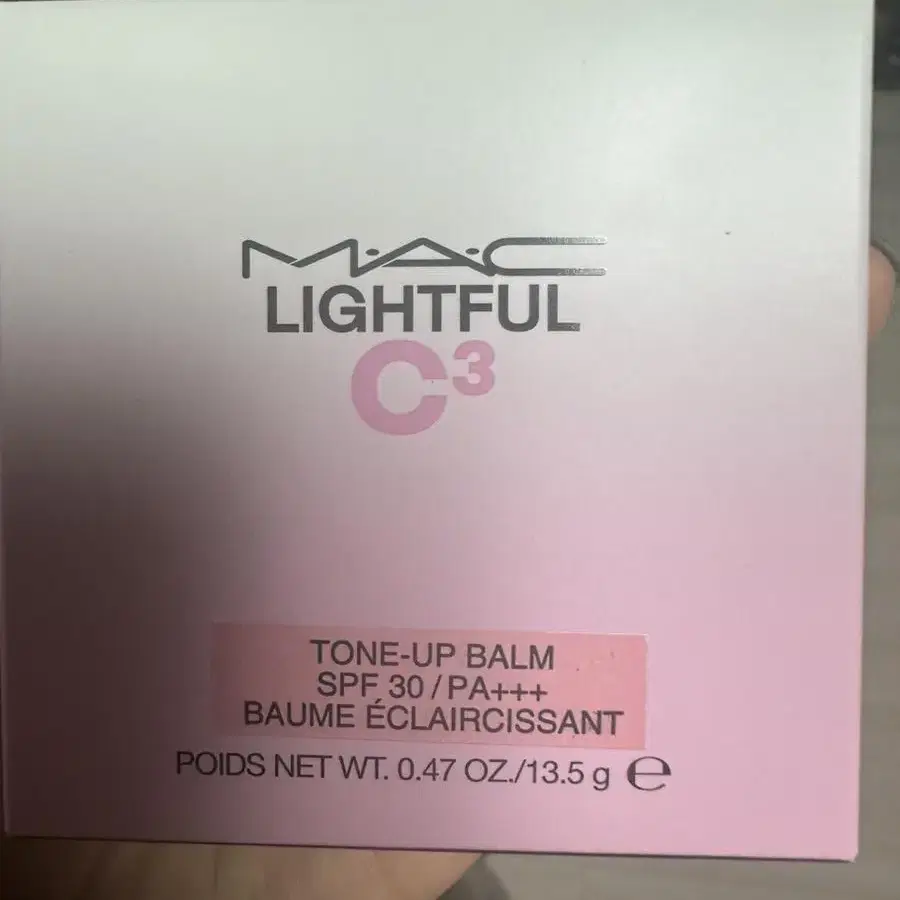 M·A·C
LIGHTFUL
C³
TONE-UP BALM
SPF 30 / PA+++
BAUME ÉCLAIRCISSANT
POIDS NET WT. 0.47 OZ./13.5 g ℮